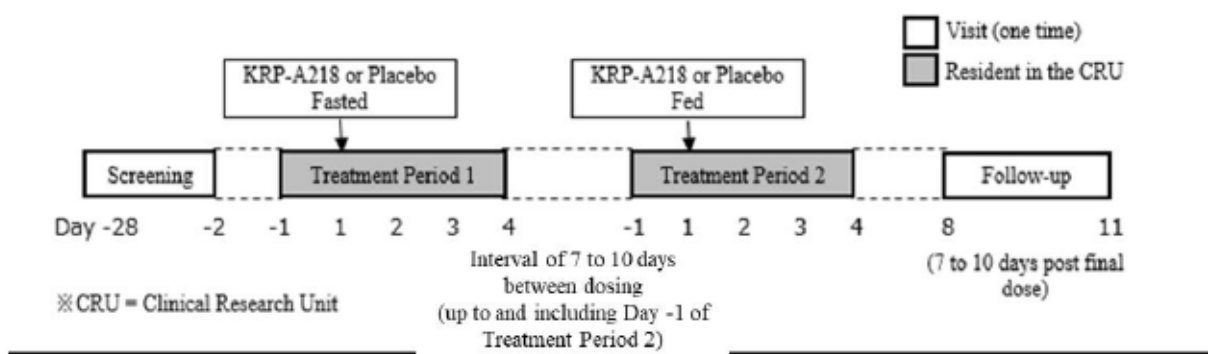 Visit (one time)
Resident in the CRU
KRP-A218 or Placebo
Fasted
KRP-A218 or Placebo
Fed
Screening
Treatment Period 1
Treatment Period 2
Follow-up
Day -28 -2 -1 1 2 3 4 -1 1 2 3 4 8 11
Interval of 7 to 10 days
between dosing
(up to and including Day -1 of
Treatment Period 2)
(7 to 10 days post final
dose)
※CRU = Clinical Research Unit